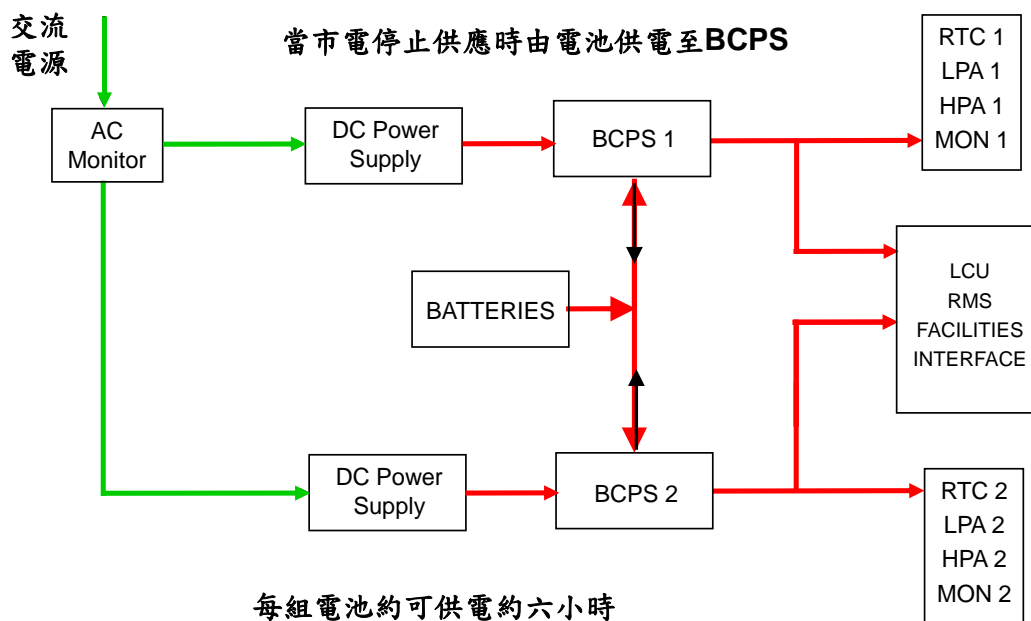 交流
電源
當市電停止供應時由電池供電至BCPS
AC
Monitor
DC Power
Supply
BCPS 1
RTC 1
LPA 1
HPA 1
MON 1
BATTERIES
LCU
RMS
FACILITIES
INTERFACE
DC Power
Supply
BCPS 2
RTC 2
LPA 2
HPA 2
MON 2
每組電池約可供電約六小時